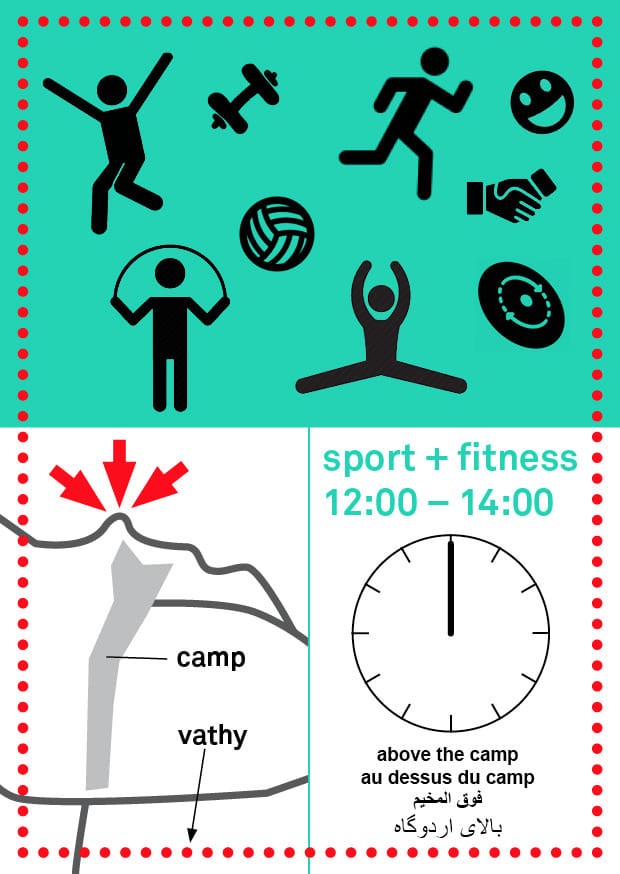 sport + fitness
12:00 – 14:00
camp
vathy
above the camp
au dessus du camp
فوق المخيم
بالای اردوگاه